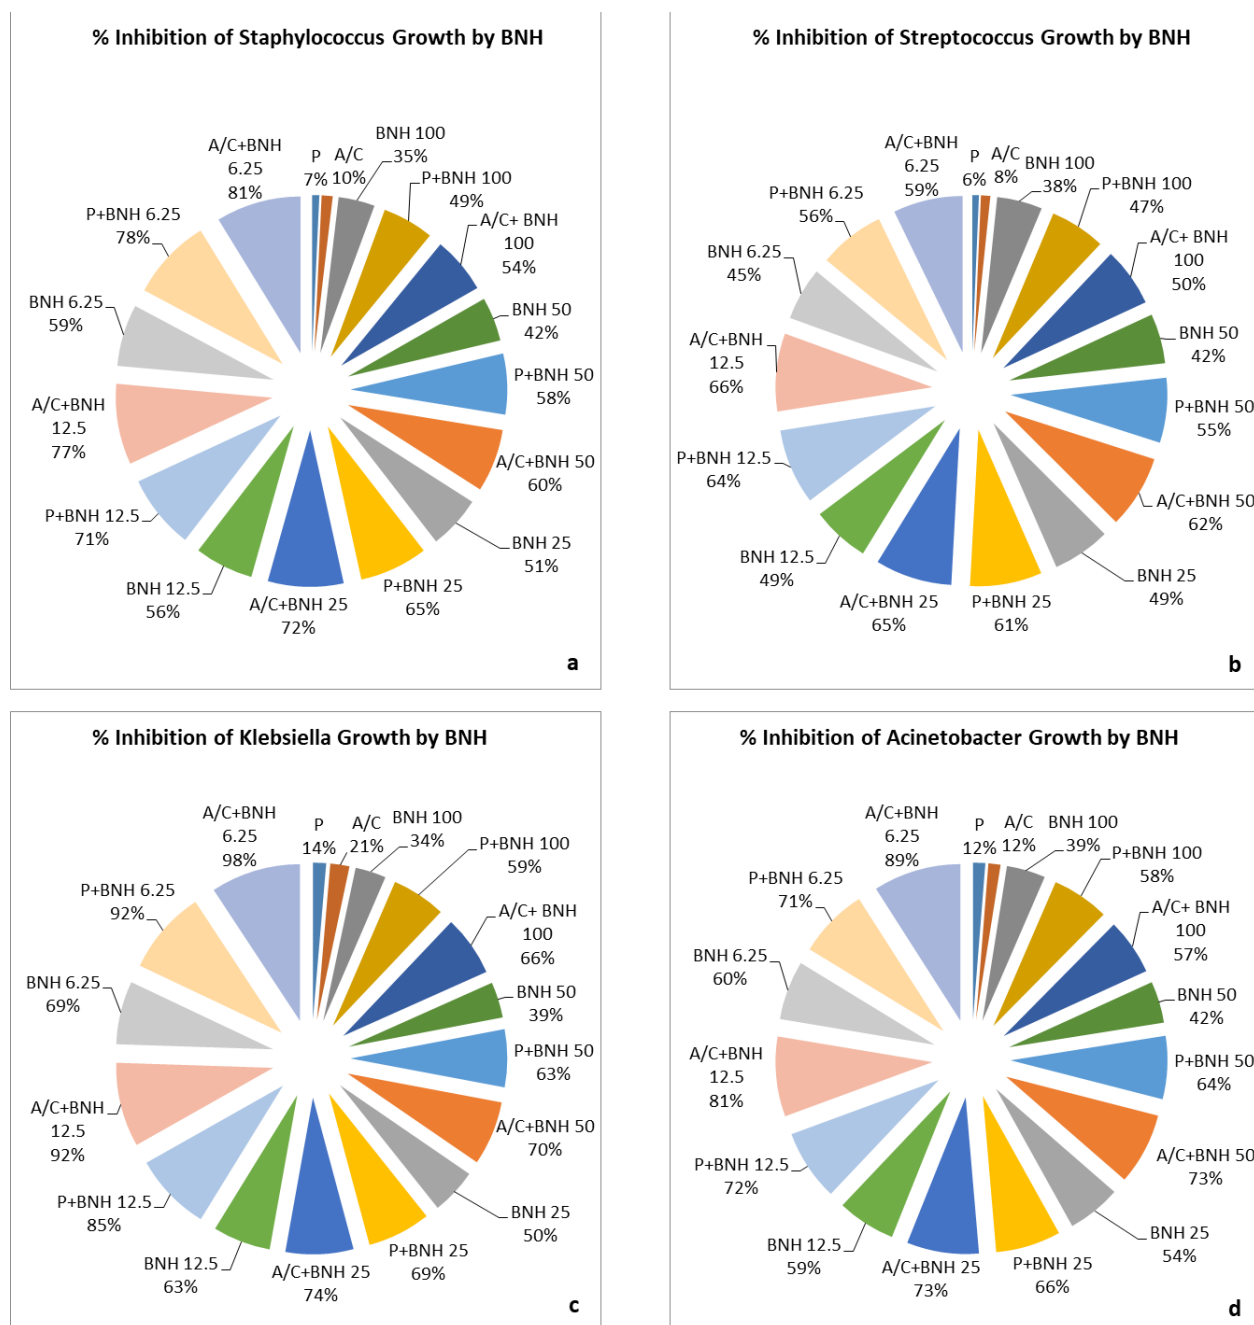 % Inhibition of Staphylococcus Growth by BNH
P
7%
A/C
10%
BNH 100
35%
P+BNH 100
49%
A/C+ BNH
100
54%
BNH 50
42%
P+BNH 50
58%
A/C+BNH 50
60%
BNH 25
51%
P+BNH 25
65%
A/C+BNH 25
72%
BNH 12.5
56%
P+BNH 12.5
71%
A/C+BNH
12.5
77%
BNH 6.25
59%
P+BNH 6.25
78%
A/C+BNH
6.25
81%
a
% Inhibition of Streptococcus Growth by BNH
P
6%
A/C
8%
BNH 100
38%
P+BNH 100
47%
A/C+ BNH
100
50%
BNH 50
42%
P+BNH 50
55%
A/C+BNH 50
62%
BNH 25
49%
P+BNH 25
61%
A/C+BNH 25
65%
BNH 12.5
49%
P+BNH 12.5
64%
A/C+BNH
12.5
66%
BNH 6.25
45%
P+BNH 6.25
56%
A/C+BNH
6.25
59%
b
% Inhibition of Klebsiella Growth by BNH
P
14%
A/C
21%
BNH 100
34%
P+BNH 100
59%
A/C+ BNH
100
66%
BNH 50
39%
P+BNH 50
63%
A/C+BNH 50
70%
BNH 25
50%
P+BNH 25
69%
A/C+BNH 25
74%
BNH 12.5
63%
P+BNH 12.5
85%
A/C+BNH
12.5
92%
BNH 6.25
69%
P+BNH 6.25
92%
A/C+BNH
6.25
98%
c
% Inhibition of Acinetobacter Growth by BNH
P
12%
A/C
12%
BNH 100
39%
P+BNH 100
58%
A/C+ BNH
100
57%
BNH 50
42%
P+BNH 50
64%
A/C+BNH 50
73%
BNH 25
54%
P+BNH 25
66%
A/C+BNH 25
73%
BNH 12.5
59%
P+BNH 12.5
72%
A/C+BNH
12.5
81%
BNH 6.25
60%
P+BNH 6.25
71%
A/C+BNH
6.25
89%
d